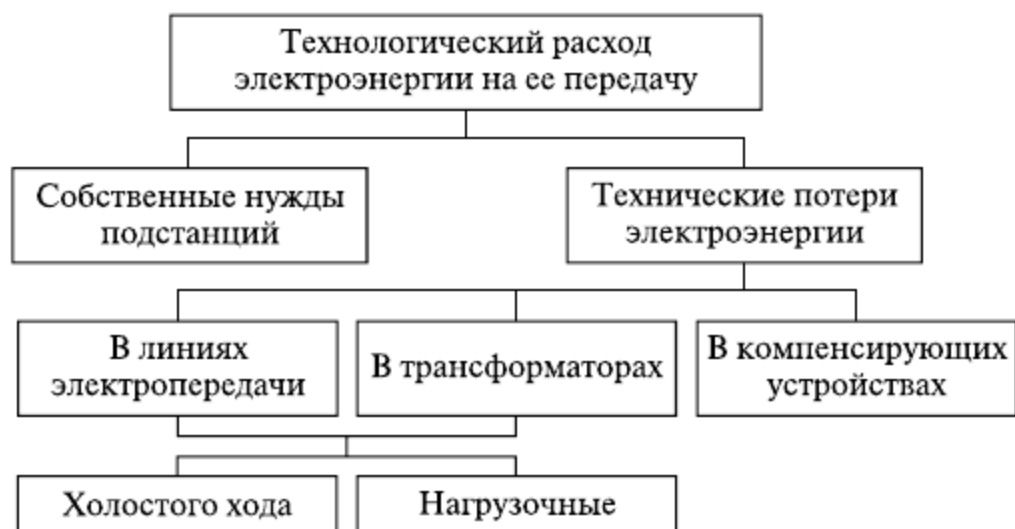 Технологический расход
электроэнергии на ее передачу
Собственные нужды
подстанций
Технические потери
электроэнергии
В линиях
электропередачи
В трансформаторах
В компенсирующих
устройствах
Холостого хода
Нагрузочные